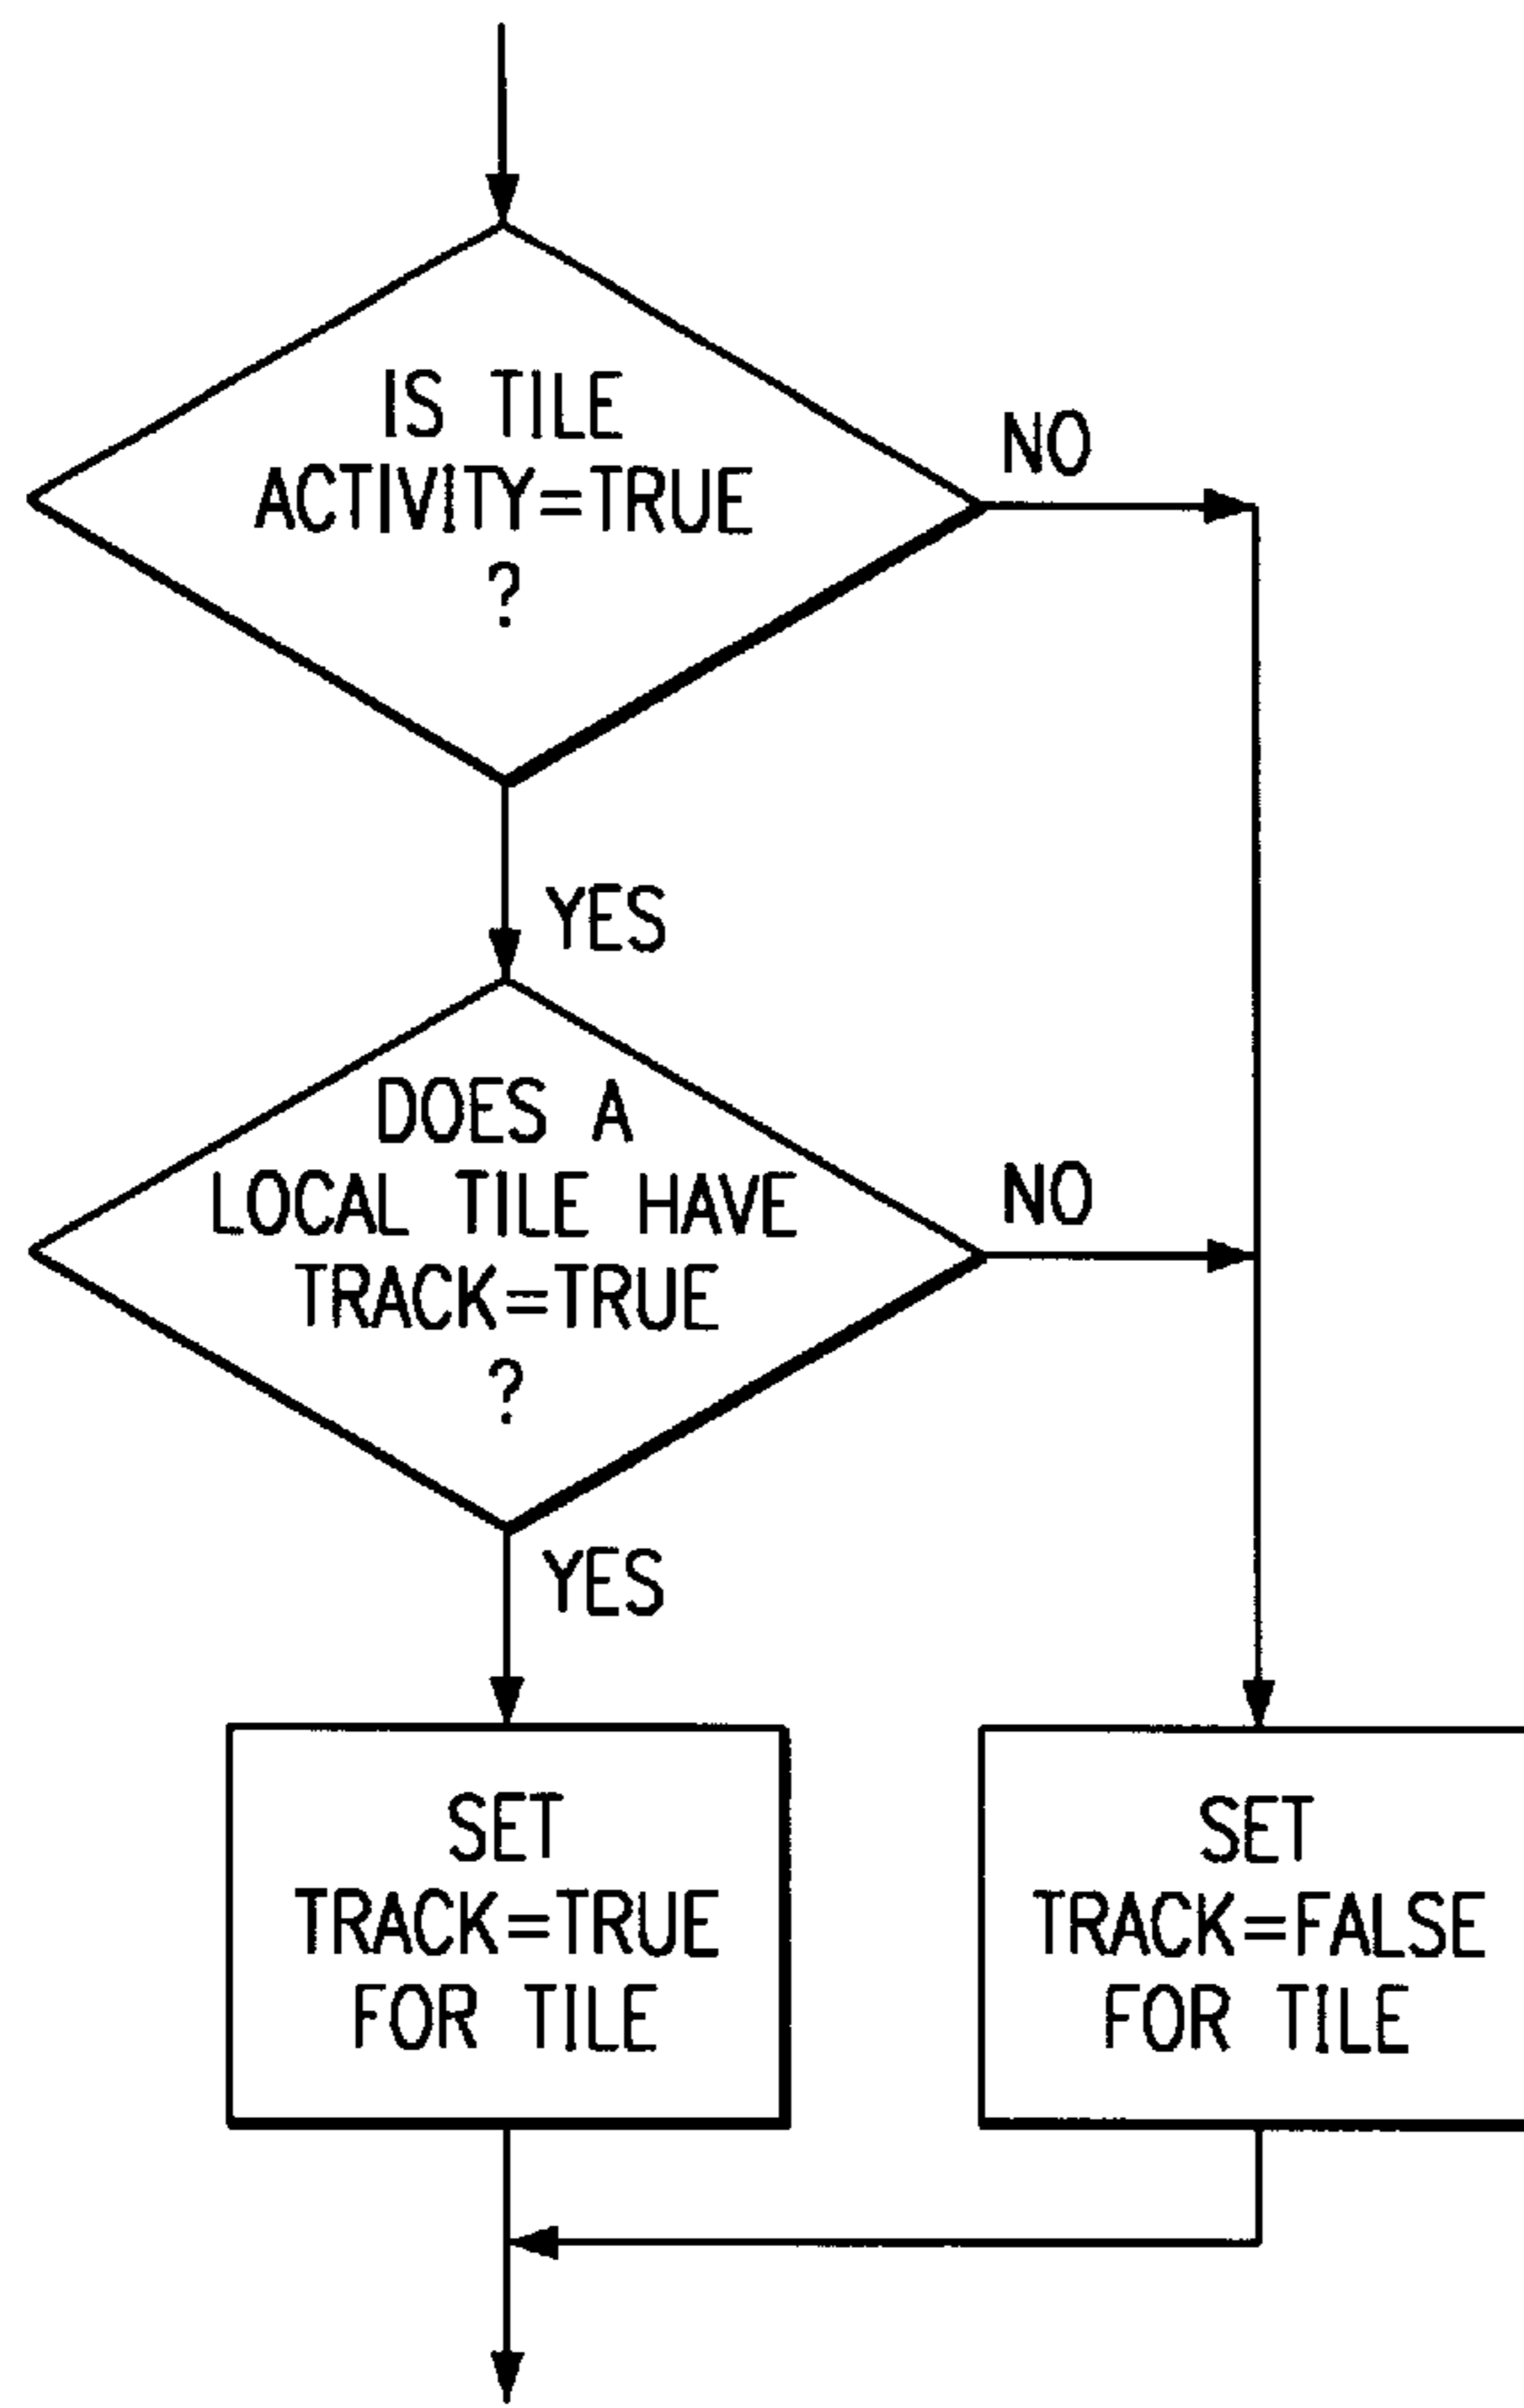 IS TILE
ACTIVITY=TRUE
?
NO
YES
DOES A
LOCAL TILE HAVE
TRACK=TRUE
?
NO
YES
SET
TRACK=TRUE
FOR TILE
SET
TRACK=FALSE
FOR TILE